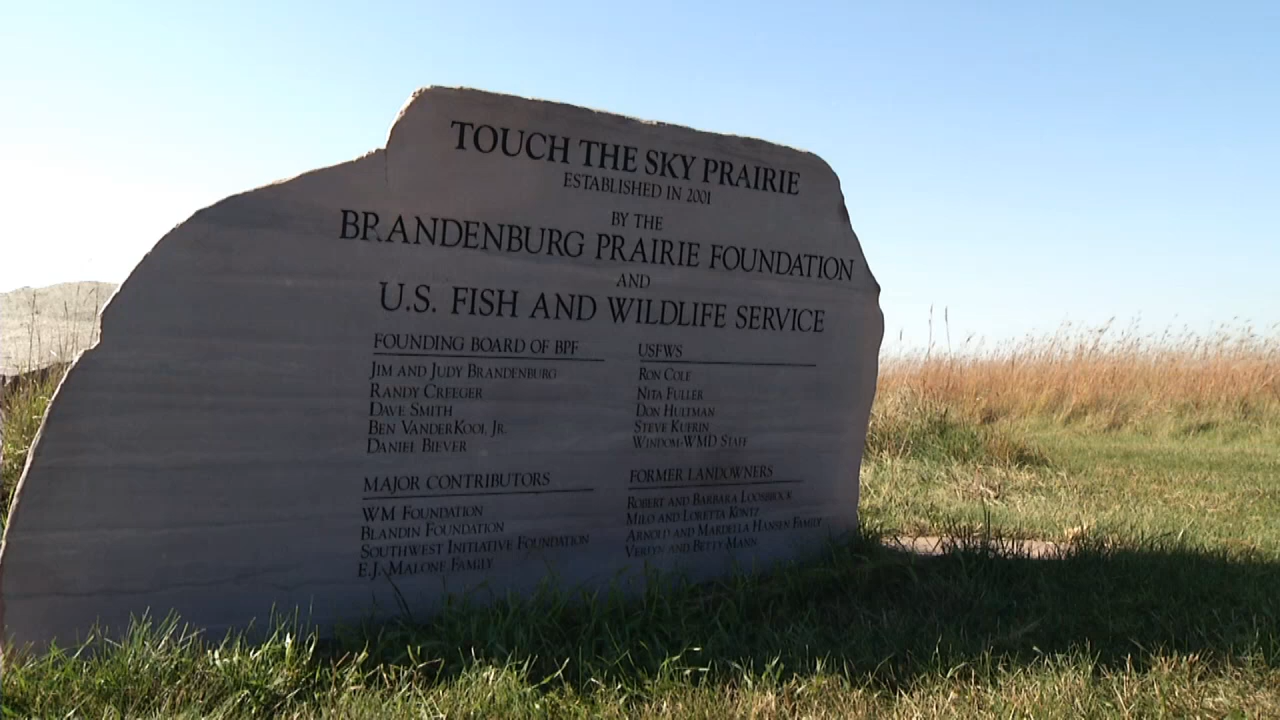 TOUCH THE SKY PRAIRIE
ESTABLISHED IN 2001
BY THE
BRANDENBURG PRAIRIE FOUNDATION
AND
U.S. FISH AND WILDLIFE SERVICE
FOUNDING BOARD OF BPF
JIM AND JUDY BRANDENBURG
RANDY CREEGER
DAVE SMITH
BEN VANDERKOOI, JR.
DANIEL BIEVER
USFWS
RON COLE
NITA FULLER
DON HULTMAN
STEVE KUFRIN
WINDOM WMD STAFF
MAJOR CONTRIBUTORS
WM FOUNDATION
BLANDIN FOUNDATION
SOUTHWEST INITIATIVE FOUNDATION
E.J. MALONE FAMILY
FORMER LANDOWNERS
ROBERT AND BARBARA
MILO AND LORETTA KONTZ
ARNOLD AND MARDELLA HANSEN FAMILY
VERLYN AND BETTY MANN